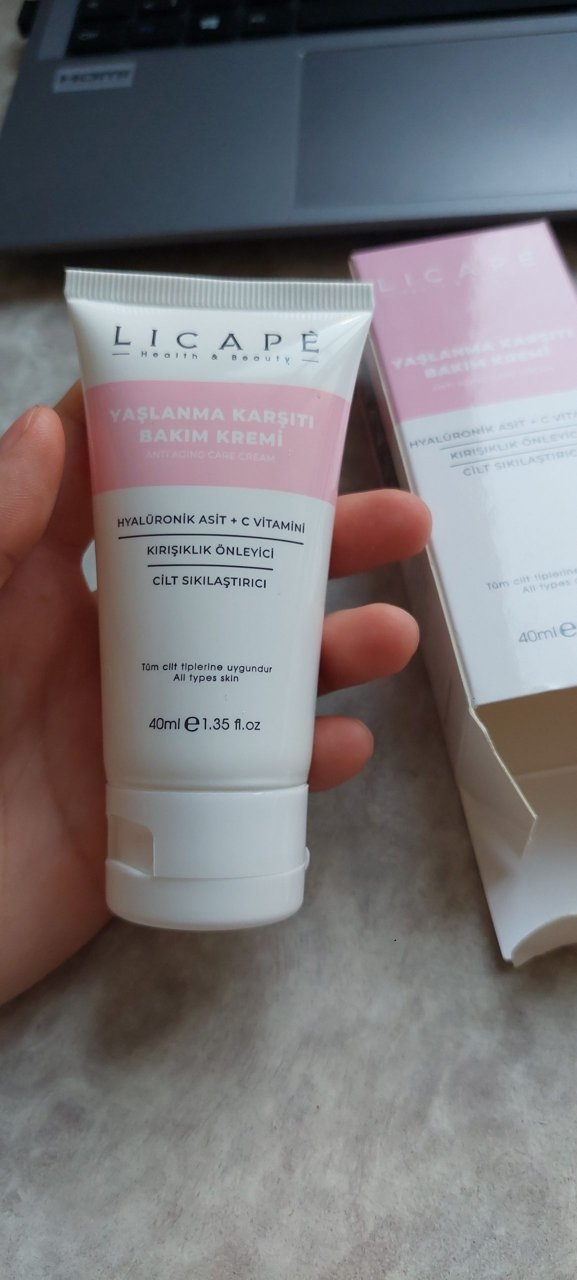 HDMI
LICAPÈ
Health & Beauty
YAŞLANMA KARŞITI
BAKIM KREMİ
ANTI AGING CARE CREAM
HYALÜRONİK ASİT + C VİTAMİNİ
KIRIŞIKLIK ÖNLEYİCİ
CİLT SIKILAŞTIRICI
Tüm cilt tiplerine uygundur
All types skin
40ml e 1.35 fl.oz
LICAPÈ
YAŞLANMA KARŞITI
BAKIM KREMİ
HYALÜRONİK ASİT + C VİTA
KIRIŞIKLIK ÖNLEYİC
CİLT SIKILAŞTIRIC
Tüm cilt tiplerine
All types
40ml e